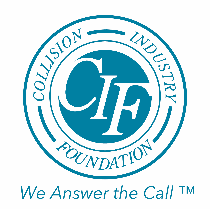 COLLISION INDUSTRY
CIF
FOUNDATION
We Answer the Call ™